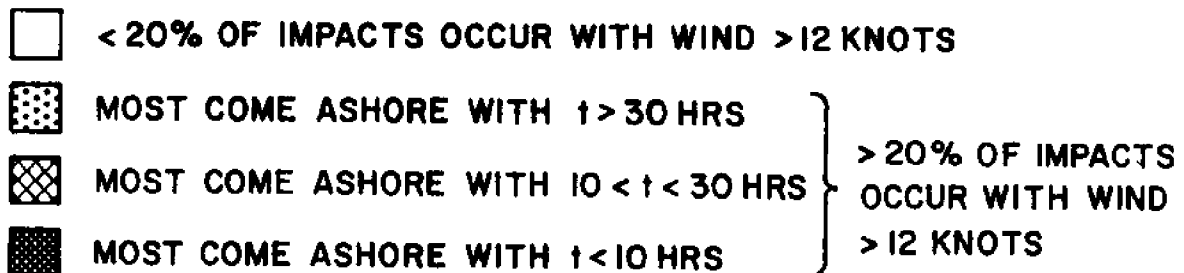 < 20% OF IMPACTS OCCUR WITH WIND > 12 KNOTS
MOST COME ASHORE WITH t > 30 HRS
MOST COME ASHORE WITH 10 < t < 30 HRS
MOST COME ASHORE WITH t < 10 HRS
> 20% OF IMPACTS
OCCUR WITH WIND
> 12 KNOTS